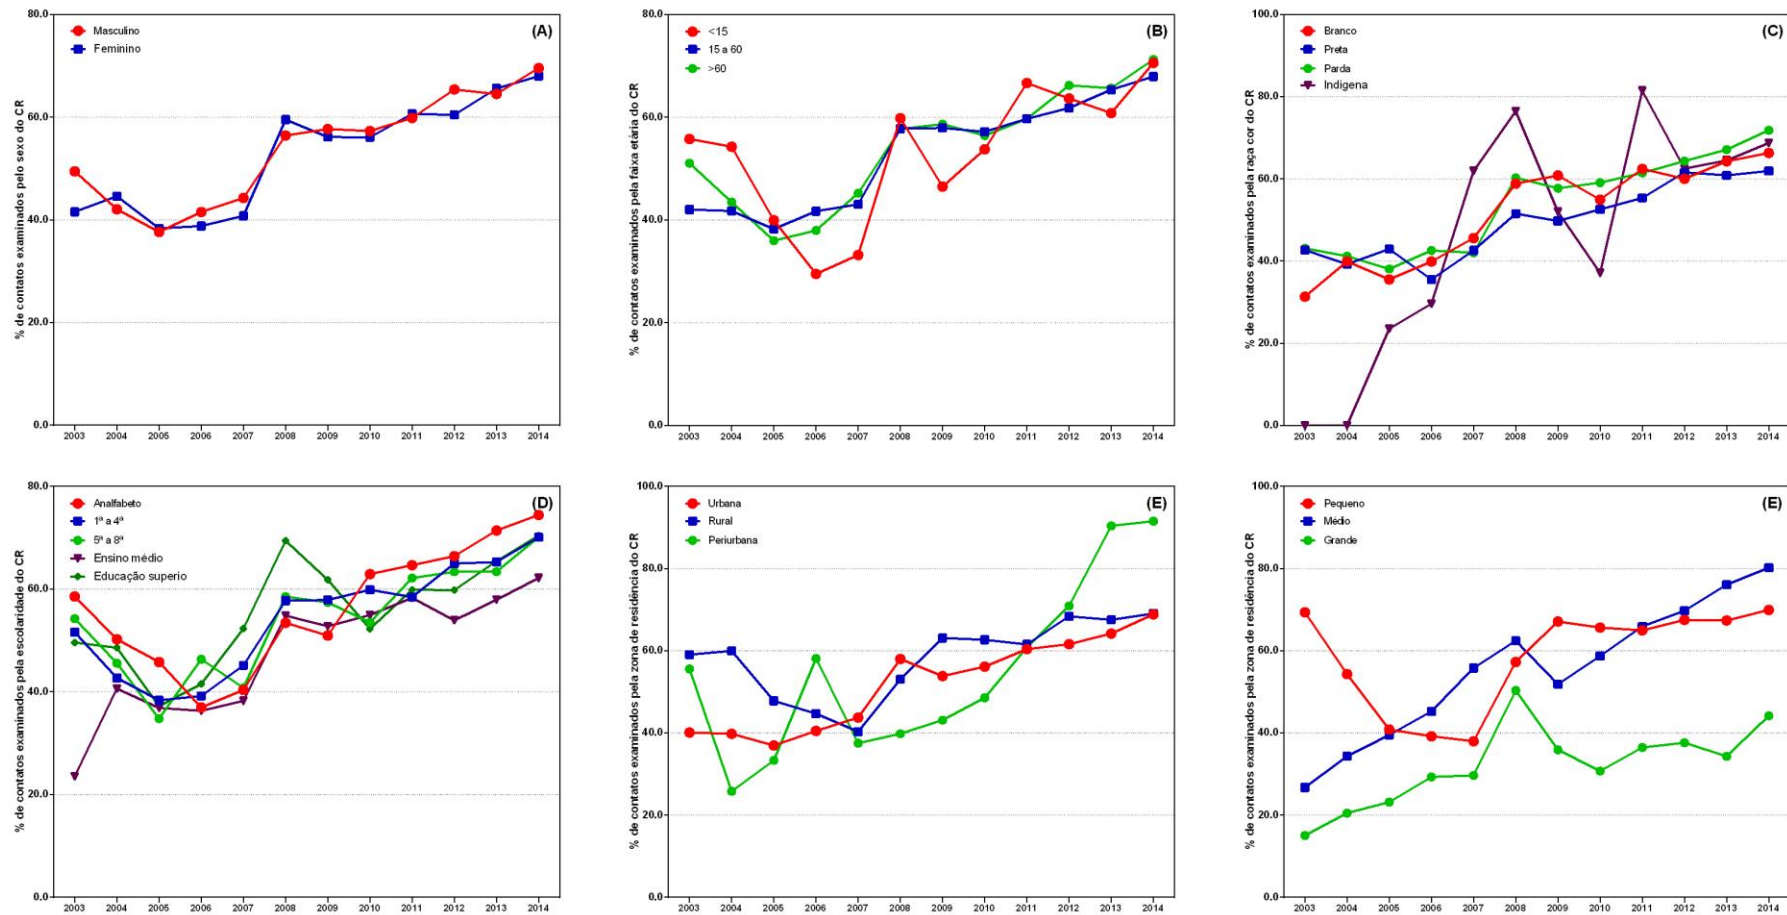 % de contatos examinados pelo sexo do CR
80.0
60.0
40.0
20.0
0.0
Masculino
Feminino
(A)
2003 2004 2005 2006 2007 2008 2009 2010 2011 2012 2013 2014
% de contatos examinados pela faixa etária do CR
80.0
60.0
40.0
20.0
0.0
<15
15 a 60
>60
(B)
2003 2004 2005 2006 2007 2008 2009 2010 2011 2012 2013 2014
% de contatos examinados pela raça cor do CR
100.0
80.0
60.0
40.0
20.0
0.0
Branco
Preta
Parda
Indigena
(C)
2003 2004 2005 2006 2007 2008 2009 2010 2011 2012 2013 2014
% de contatos examinados pela escolaridade do CR
80.0
60.0
40.0
20.0
0.0
Analfabeto
1ª a 4ª
5ª a 8ª
Ensino médio
Educação superio
(D)
2003 2004 2005 2006 2007 2008 2009 2010 2011 2012 2013 2014
% de contatos examinados pela zona de residência do CR
100.0
80.0
60.0
40.0
20.0
0.0
Urbana
Rural
Periurbana
(E)
2003 2004 2005 2006 2007 2008 2009 2010 2011 2012 2013 2014
% de contatos examinados pela zona de residência do CR
100.0
80.0
60.0
40.0
20.0
0.0
Pequeno
Médio
Grande
(E)
2003 2004 2005 2006 2007 2008 2009 2010 2011 2012 2013 2014